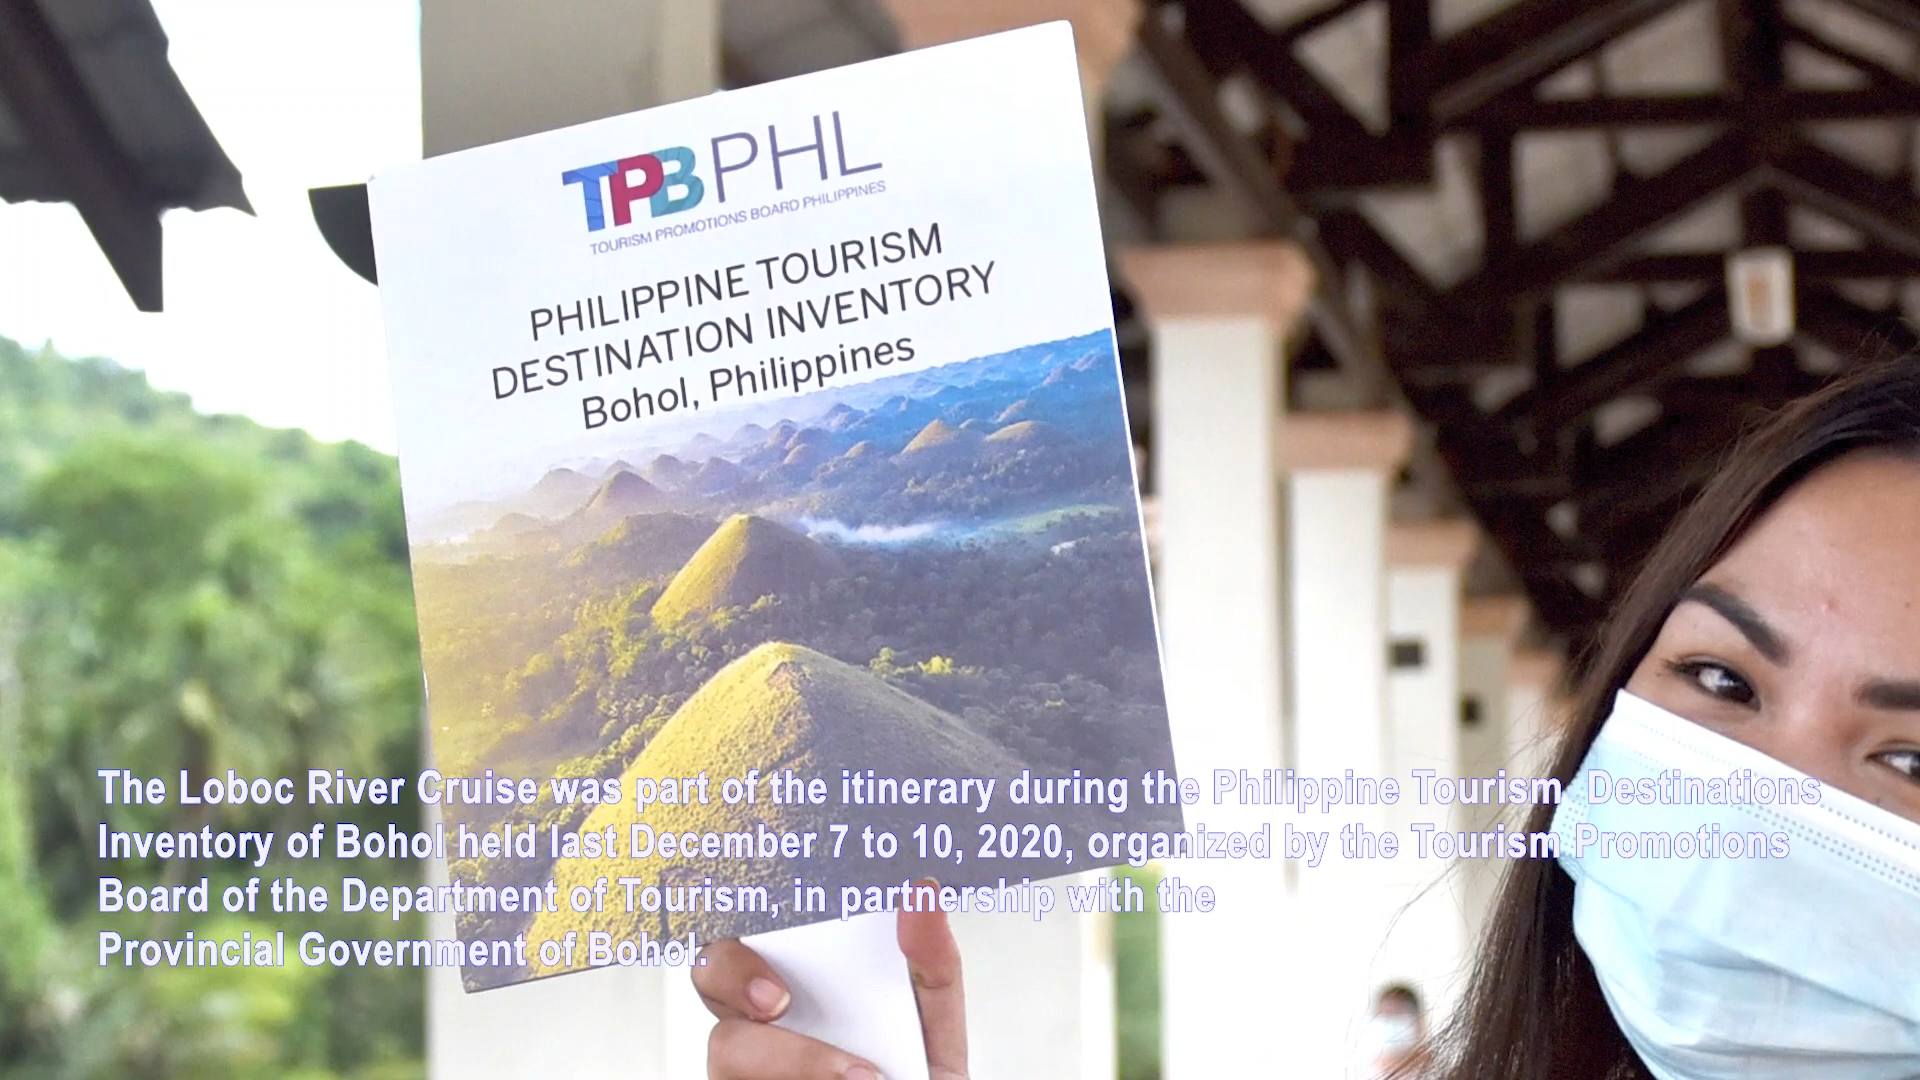 TPBPHL
TOURISM PROMOTIONS BOARD PHILIPPINES
PHILIPPINE TOURISM
DESTINATION INVENTORY
Bohol, Philippines
The Loboc River Cruise was part of the itinerary during the Philippine Tourism Destinations
Inventory of Bohol held last December 7 to 10, 2020, organized by the Tourism Promotions
Board of the Department of Tourism, in partnership with the
Provincial Government of Bohol.